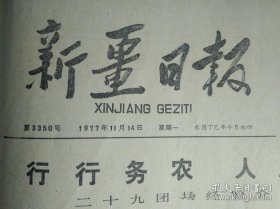 新疆日报
XINJIANG GEZITI
第3350号 1977年11月14日 星期一 农历丁巳年十月初四
行行务农 人
二十九团场